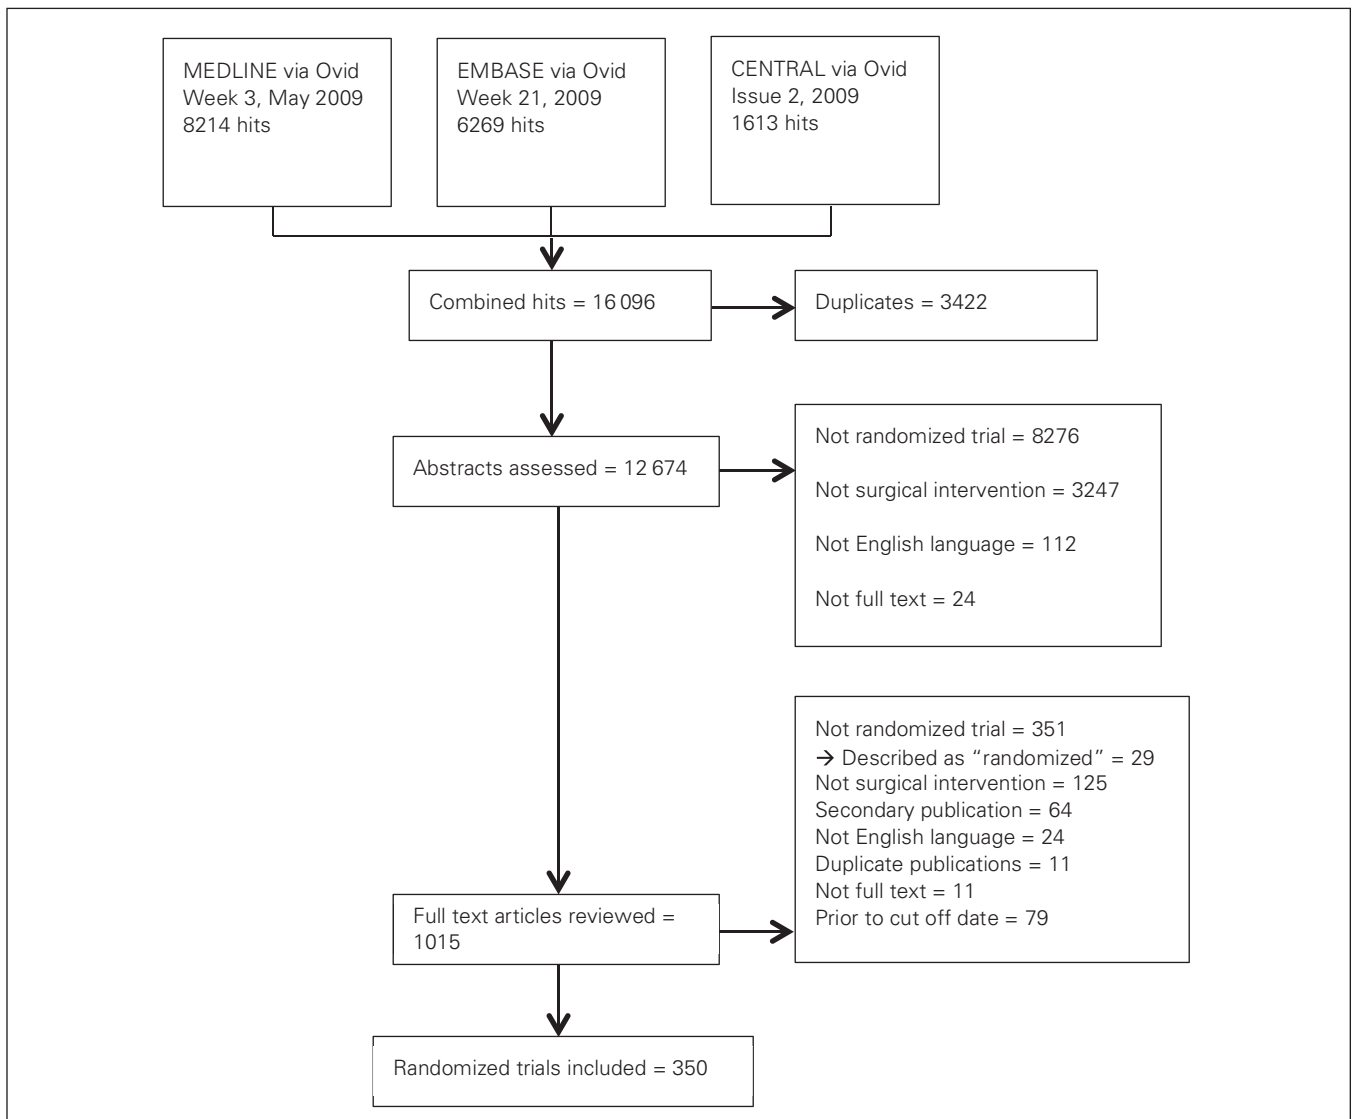 MEDLINE via Ovid
Week 3, May 2009
8214 hits
EMBASE via Ovid
Week 21, 2009
6269 hits
CENTRAL via Ovid
Issue 2, 2009
1613 hits
Combined hits = 16 096
Duplicates = 3422
Abstracts assessed = 12 674
Not randomized trial = 8276
Not surgical intervention = 3247
Not English language = 112
Not full text = 24
Full text articles reviewed =
1015
Not randomized trial = 351
→ Described as “randomized” = 29
Not surgical intervention = 125
Secondary publication = 64
Not English language = 24
Duplicate publications = 11
Not full text = 11
Prior to cut off date = 79
Randomized trials included = 350